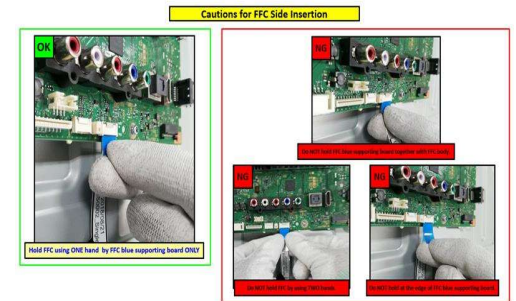 Cautions for FFC Side Insertion
OK
Hold FFC using ONE hand by FFC blue supporting board ONLY
NG
Do NOT hold FFC blue supporting board together with FFC body.
NG
Do NOT hold FFC by using TWO hands.
NG
Do NOT hold at the edge of FFC blue supporting board.